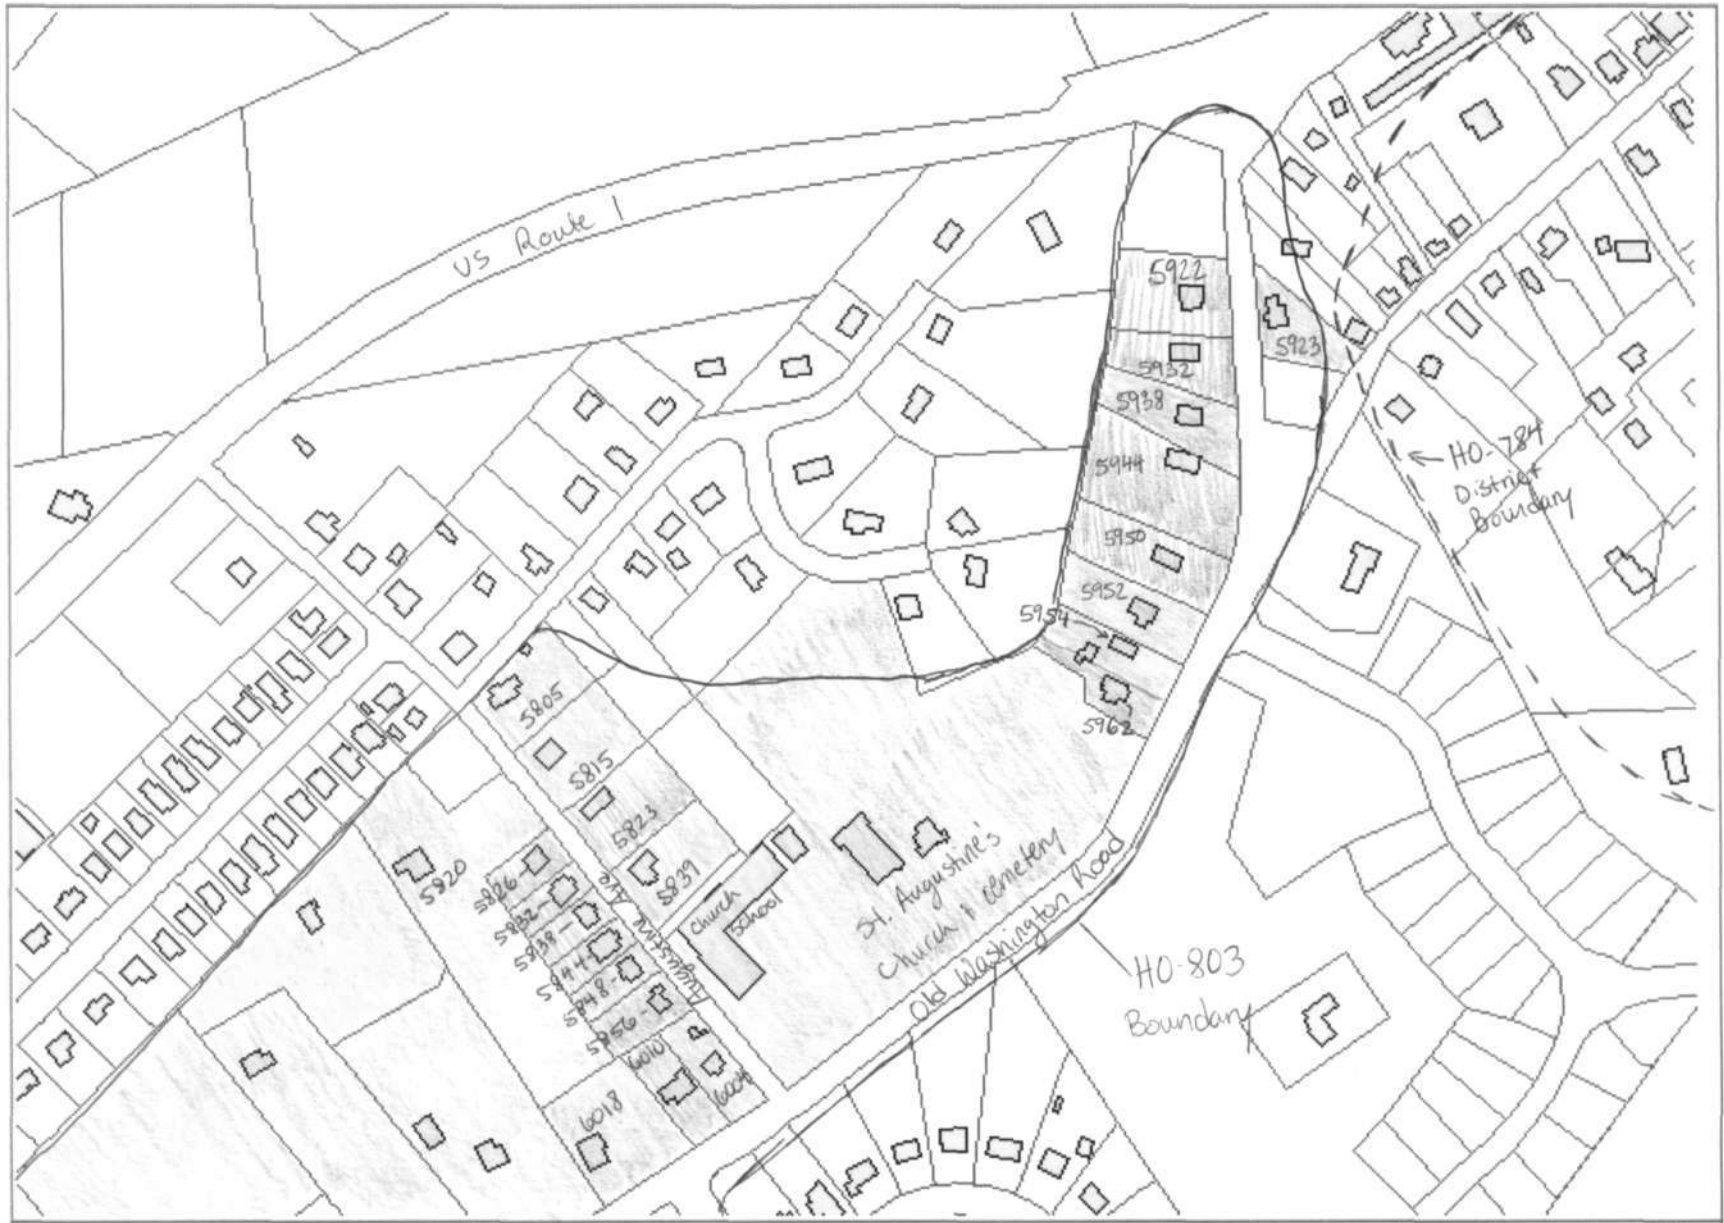 US Route 1
5922
5932
5923
5938
5944
HO-784
District
Boundary
5950
5952
5954
5962
5805
5815
5823
5839
5820
5826
5832
5838
5844
5848
5856
Augustine Ave
Church
School
St. Augustine's
Church & cemetery
Old Washington Road
HO-803
Boundary
6010
6004
6018